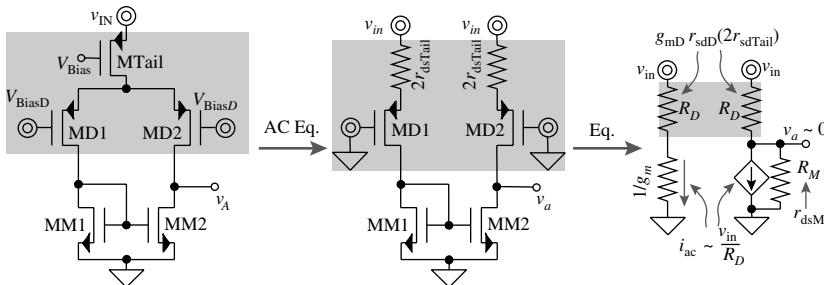 v_IN
V_Bias
MTail
V_BiasD
V_BiasD
MD1
MD2
v_A
MM1
MM2
AC Eq.
v_in
v_in
2r_dsTail
2r_dsTail
MD1
MD2
v_a
MM1
MM2
Eq.
g_mD r_sdD(2r_sdTail)
v_in
v_in
R_D
R_D
v_a ~ 0
1/g_m
R_M
i_ac ~ v_in/R_D
r_dsM